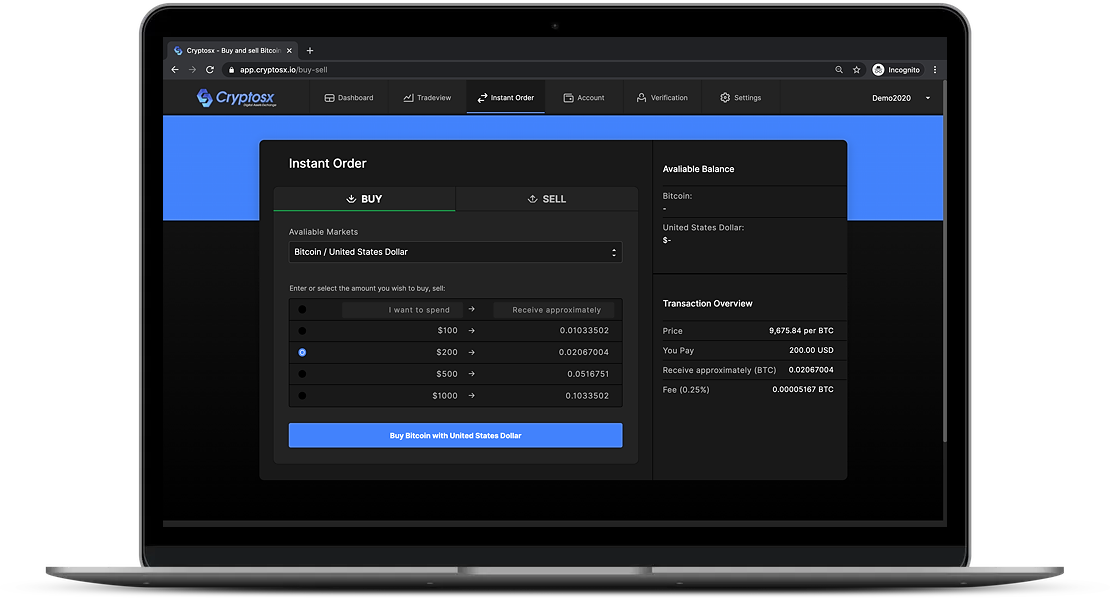 Cryptosx - Buy and sell Bitcoin
app.cryptosx.io/buy-sell
Incognito
Cryptosx
Digital Asset Exchange
Dashboard
Tradeview
Instant Order
Account
Verification
Settings
Demo2020
Instant Order
BUY
SELL
Avaliable Markets
Bitcoin / United States Dollar
Enter or select the amount you wish to buy, sell:
I want to spend → Receive approximately
$100 → 0.01033502
$200 → 0.02067004
$500 → 0.0516751
$1000 → 0.1033502
Buy Bitcoin with United States Dollar
Avaliable Balance
Bitcoin:
-
United States Dollar:
$-
Transaction Overview
Price 9,675.84 per BTC
You Pay 200.00 USD
Receive approximately (BTC) 0.02067004
Fee (0.25%) 0.00005167 BTC